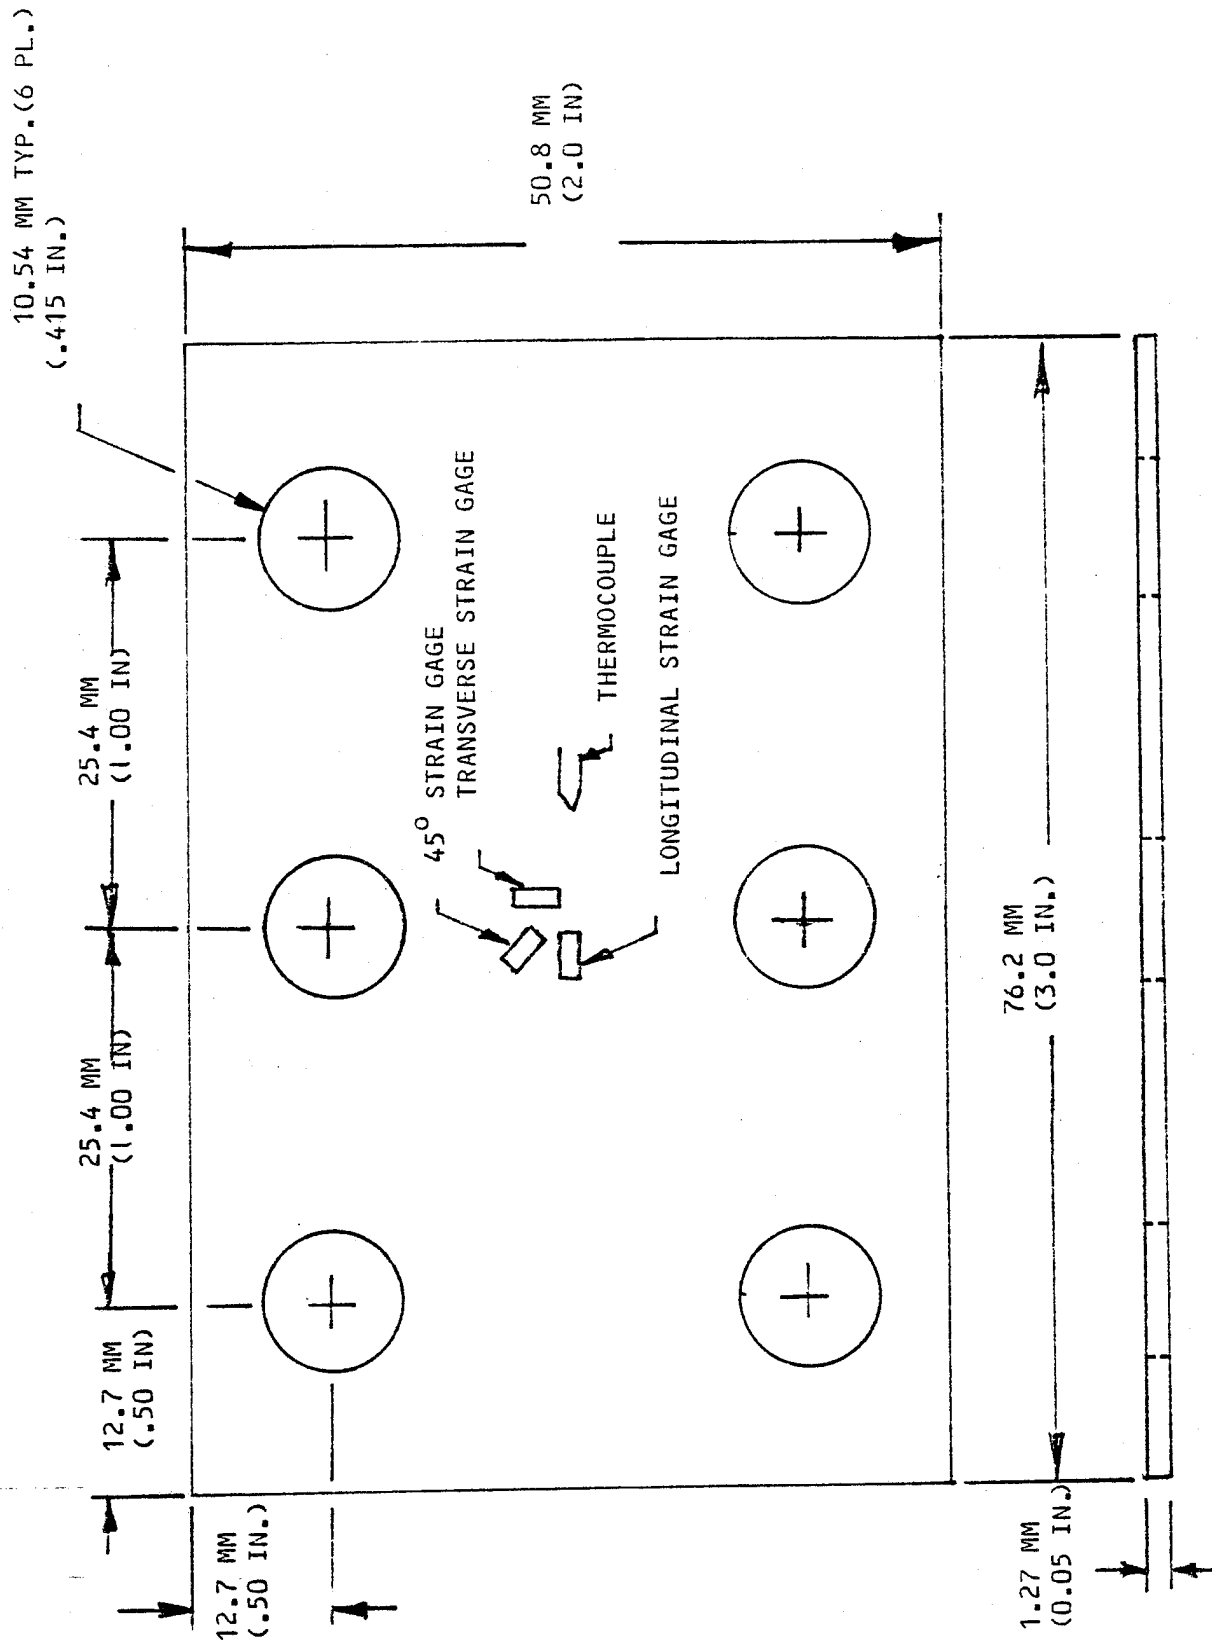 10.54 MM TYP.(6 PL.)
(.415 IN.)
50.8 MM
(2.0 IN)
25.4 MM
(1.00 IN)
25.4 MM
(1.00 IN)
12.7 MM
(.50 IN)
12.7 MM
(.50 IN.)
45° STRAIN GAGE
TRANSVERSE STRAIN GAGE
THERMOCOUPLE
LONGITUDINAL STRAIN GAGE
76.2 MM
(3.0 IN.)
1.27 MM
(0.05 IN.)